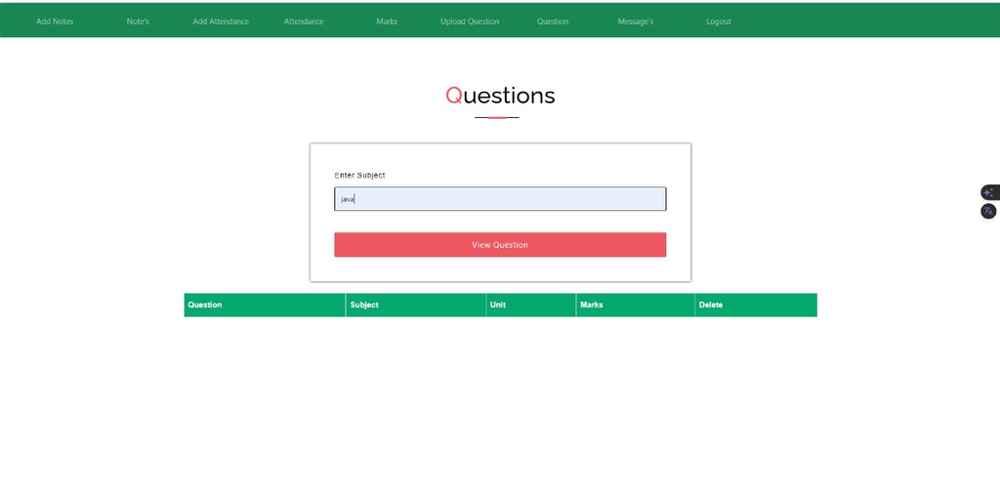 Add Notes Note's Add Attendance Attendance Marks Upload Question Question Message's Logout
Questions
Enter Subject
java
View Question
Question Subject Unit Marks Delete